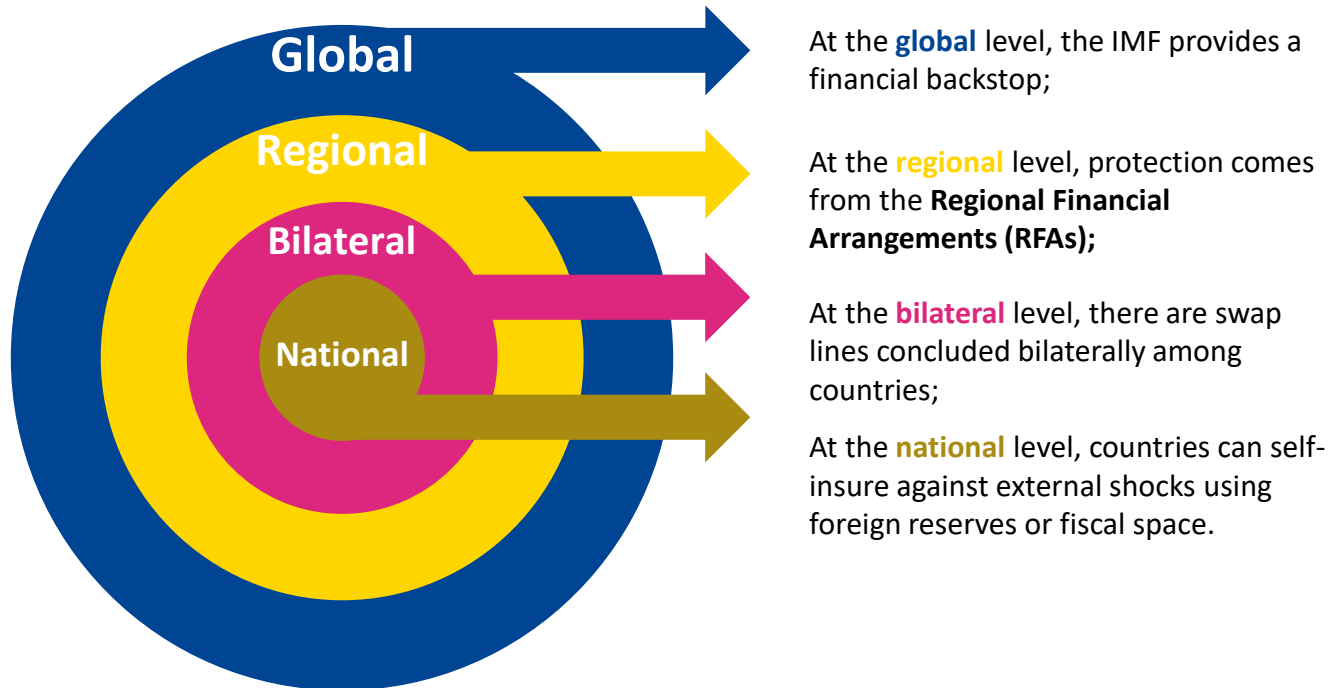 Global
Regional
Bilateral
National
At the global level, the IMF provides a
financial backstop;
At the regional level, protection comes
from the Regional Financial
Arrangements (RFAs);
At the bilateral level, there are swap
lines concluded bilaterally among
countries;
At the national level, countries can self-
insure against external shocks using
foreign reserves or fiscal space.